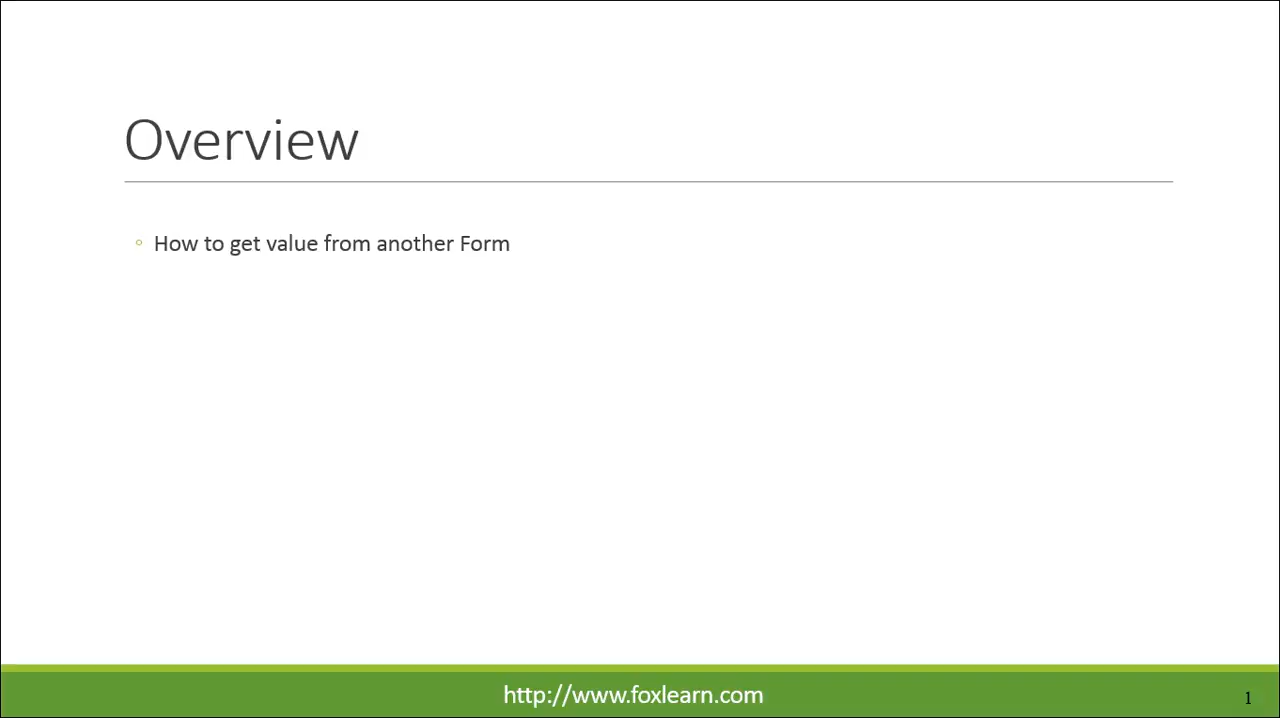 Overview
◦ How to get value from another Form
http://www.foxlearn.com
1